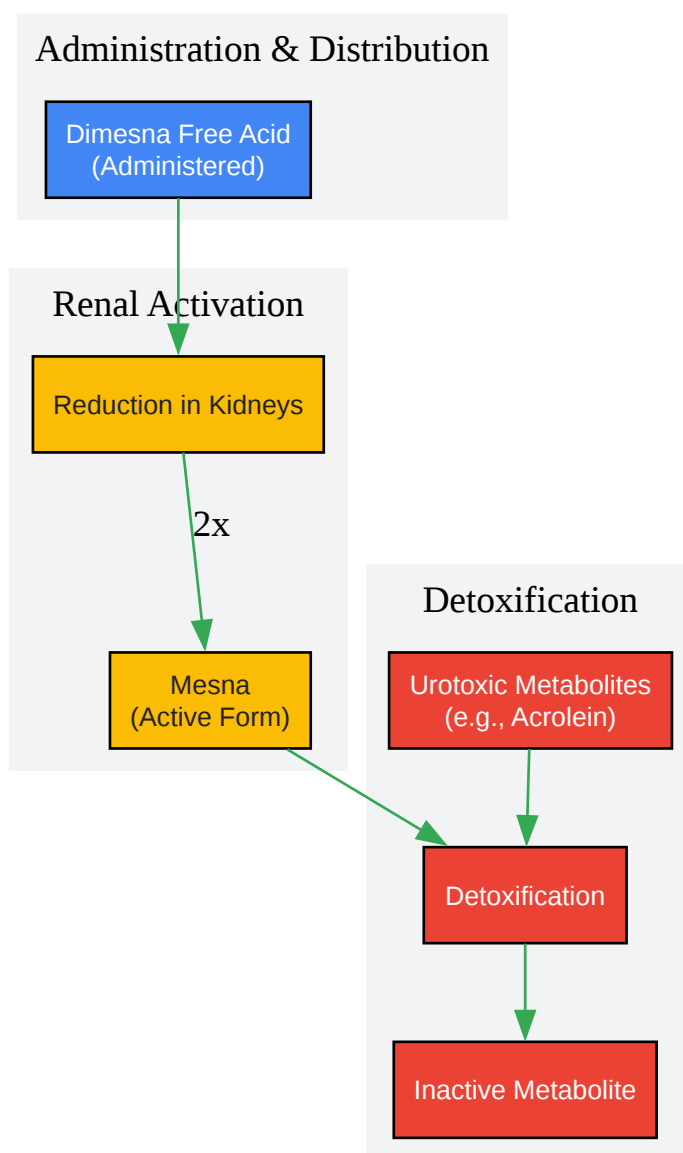 Administration & Distribution
Dimesna Free Acid
(Administered)
Renal Activation
Reduction in Kidneys
2x
Mesna
(Active Form)
Detoxification
Urotoxic Metabolites
(e.g., Acrolein)
Detoxification
Inactive Metabolite